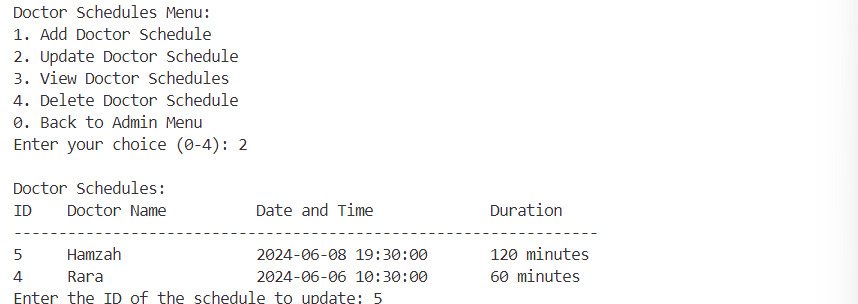 Doctor Schedules Menu:
1. Add Doctor Schedule
2. Update Doctor Schedule
3. View Doctor Schedules
4. Delete Doctor Schedule
0. Back to Admin Menu
Enter your choice (0-4): 2

Doctor Schedules:
ID    Doctor Name          Date and Time             Duration
-----------------------------------------------------------------
5     Hamzah               2024-06-08 19:30:00       120 minutes
4     Rara                 2024-06-06 10:30:00       60 minutes
Enter the ID of the schedule to update: 5